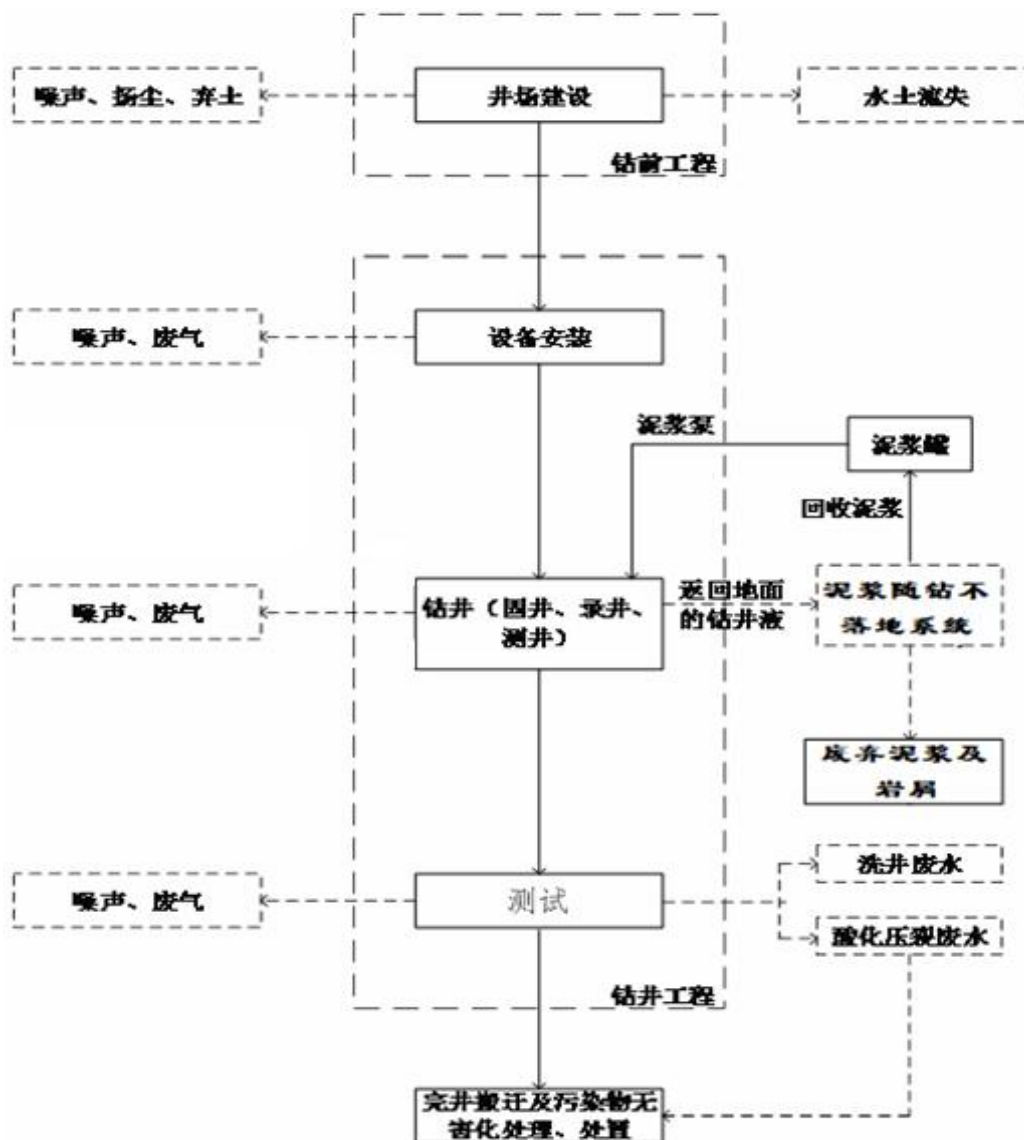 噪声、扬尘、弃土
井场建设
水土流失
钻前工程
噪声、废气
设备安装
泥浆泵
泥浆罐
回收泥浆
噪声、废气
钻井（固井、录井、
测井）
返回地面
的钻井液
泥浆随钻不
落地系统
废弃泥浆及
岩屑
噪声、废气
测试
洗井废水
酸化压裂废水
钻井工程
完井搬迁及污染物无
害化处理、处置